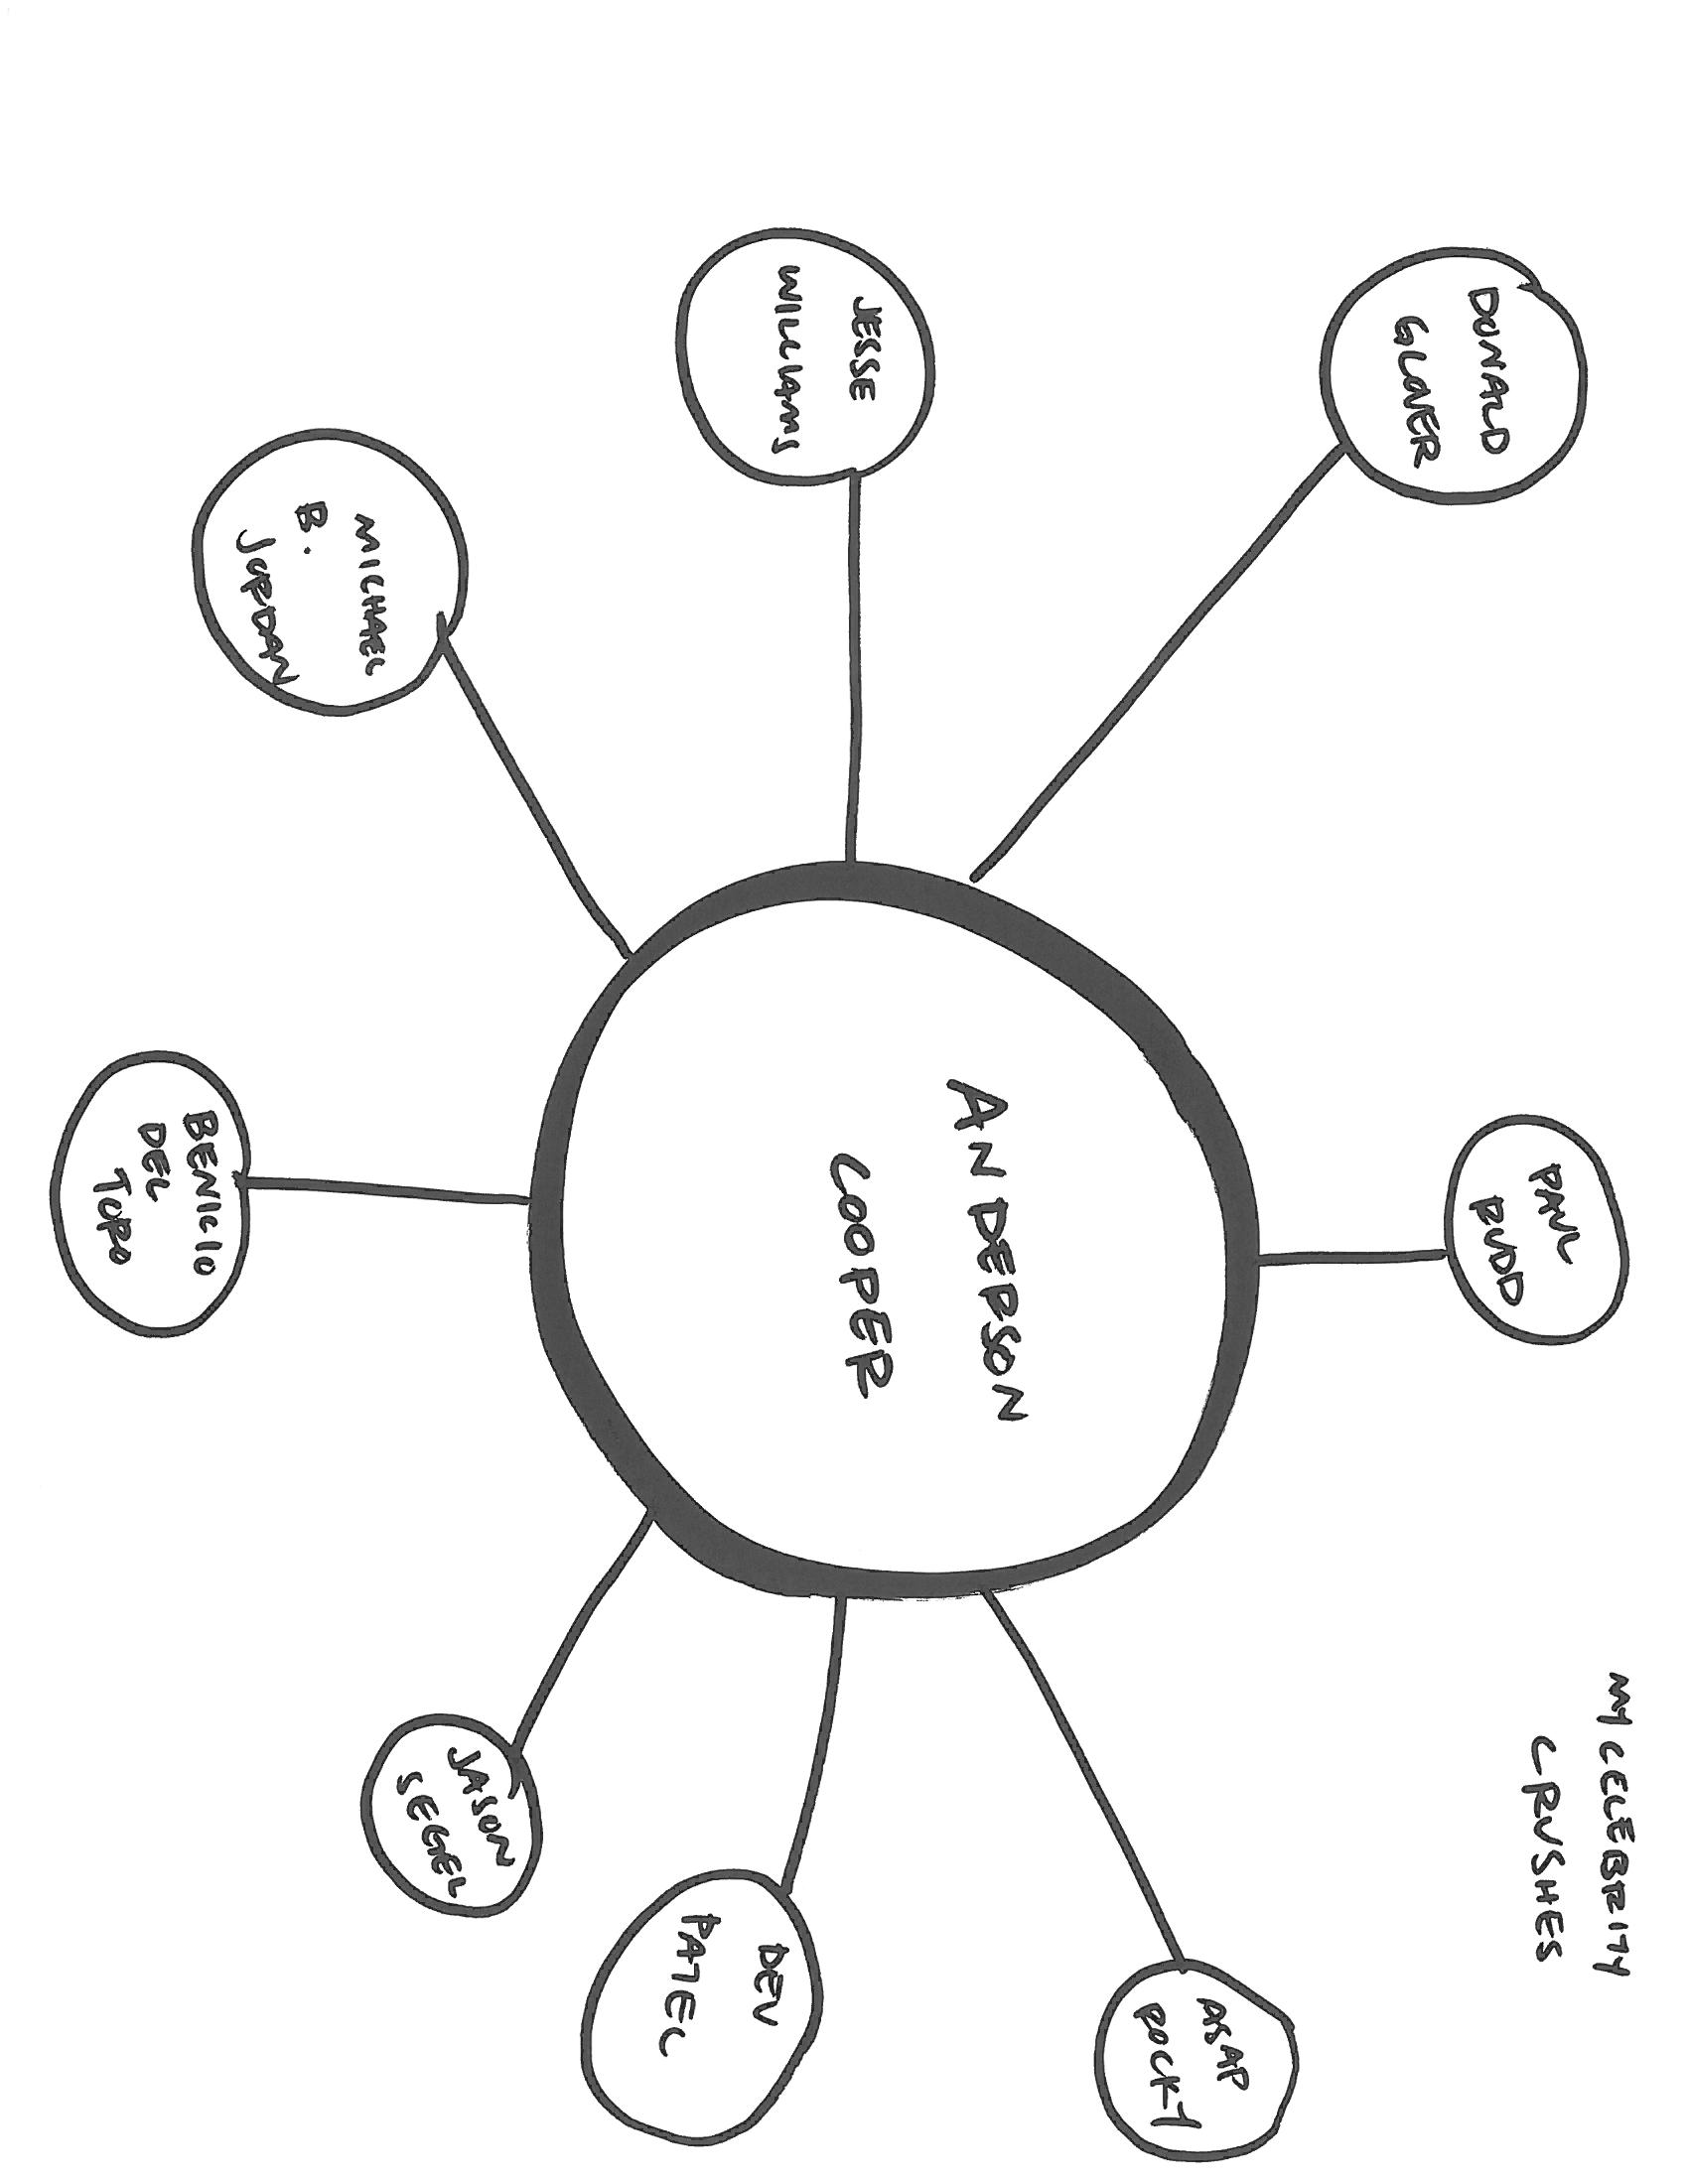 MY CELEBRITY
CRUSHES
DONALD
GLOVER
PAUL
RUDD
ASAP
ROCKY
JESSE
WILLIAMS
ANDERSON
COOPER
DEV
PATEL
MICHAEL
B.
JORDAN
JASON
SEGEL
BENICIO
DEL
TORO